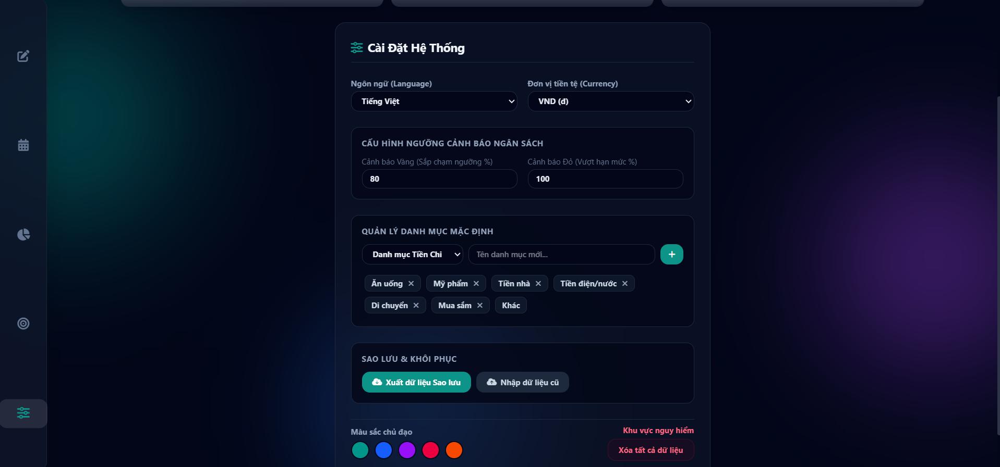 Cài Đặt Hệ Thống
Ngôn ngữ (Language)
Đơn vị tiền tệ (Currency)
Tiếng Việt
VND (đ)
CẤU HÌNH NGƯỠNG CẢNH BÁO NGÂN SÁCH
Cảnh báo Vàng (Sắp chạm ngưỡng %)
Cảnh báo Đỏ (Vượt hạn mức %)
80
100
QUẢN LÝ DANH MỤC MẶC ĐỊNH
Danh mục Tiền Chi
Tên danh mục mới...
Ăn uống
Mỹ phẩm
Tiền nhà
Tiền điện/nước
Di chuyển
Mua sắm
Khác
SAO LƯU & KHÔI PHỤC
Xuất dữ liệu Sao lưu
Nhập dữ liệu cũ
Màu sắc chủ đạo
Khu vực nguy hiểm
Xóa tất cả dữ liệu